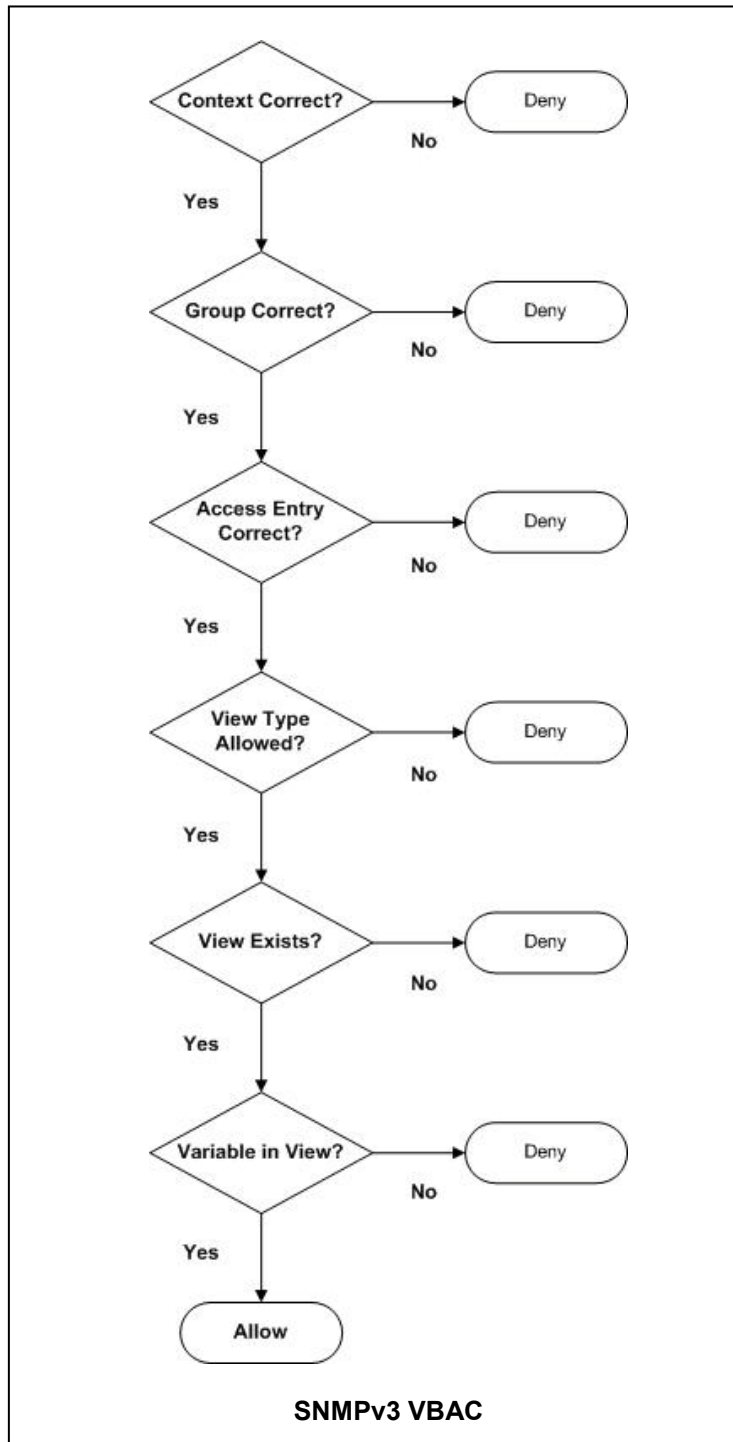 Context Correct?
Deny
No
Yes
Group Correct?
Deny
No
Yes
Access Entry
Correct?
Deny
No
Yes
View Type
Allowed?
Deny
No
Yes
View Exists?
Deny
No
Yes
Variable in View?
Deny
No
Yes
Allow
SNMPv3 VBAC